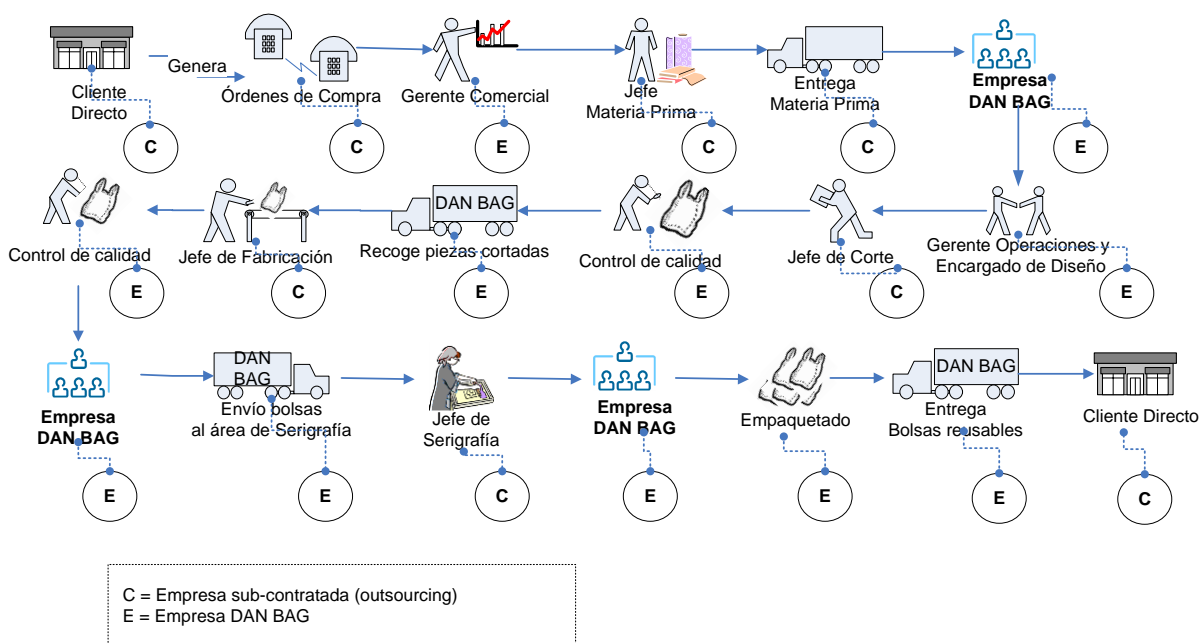 Genera
Cliente
Directo
Órdenes de Compra
Gerente Comercial
Jefe
Materia Prima
Entrega
Materia Prima
Empresa
DAN BAG
C
C
E
C
C
E
Control de calidad
Jefe de Fabricación
DAN BAG
Recoge piezas cortadas
Control de calidad
Jefe de Corte
Gerente Operaciones y
Encargado de Diseño
E
C
E
E
C
E
Empresa
DAN BAG
DAN
BAG
Envío bolsas
al área de Serigrafía
Jefe de
Serigrafía
Empresa
DAN BAG
Empaquetado
DAN BAG
Entrega
Bolsas reusables
Cliente Directo
E
E
C
E
E
E
C
C = Empresa sub-contratada (outsourcing)
E = Empresa DAN BAG